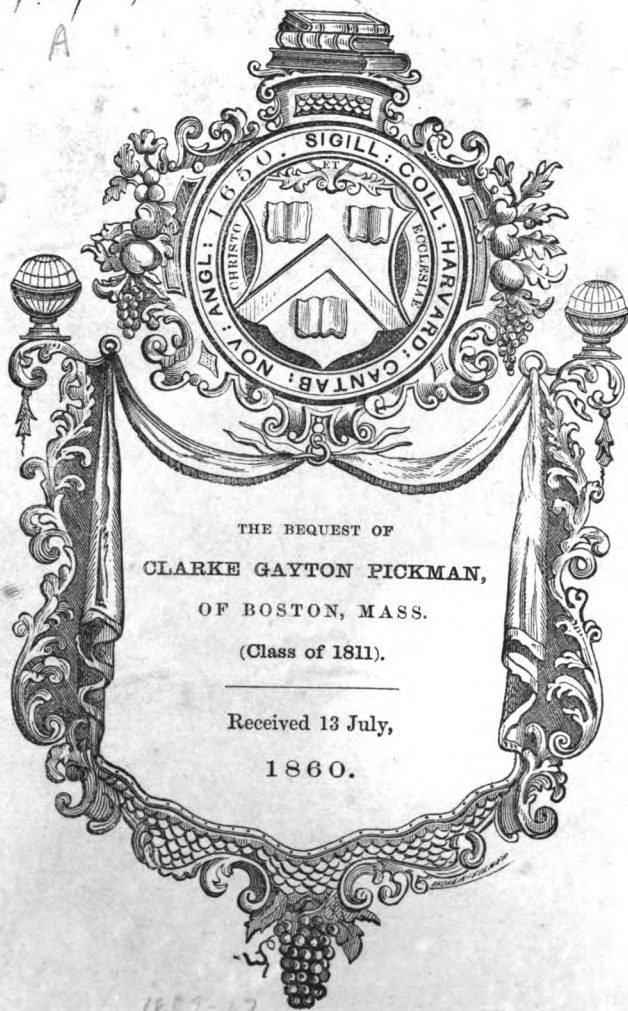 A
SIGILL: COLL: HARVARD: CANTAB: NOV: ANGL: 1650.
CHRISTO
ET
ECCLESIAE
THE BEQUEST OF
CLARKE GAYTON PICKMAN,
OF BOSTON, MASS.
(Class of 1811).
Received 13 July,
1860.